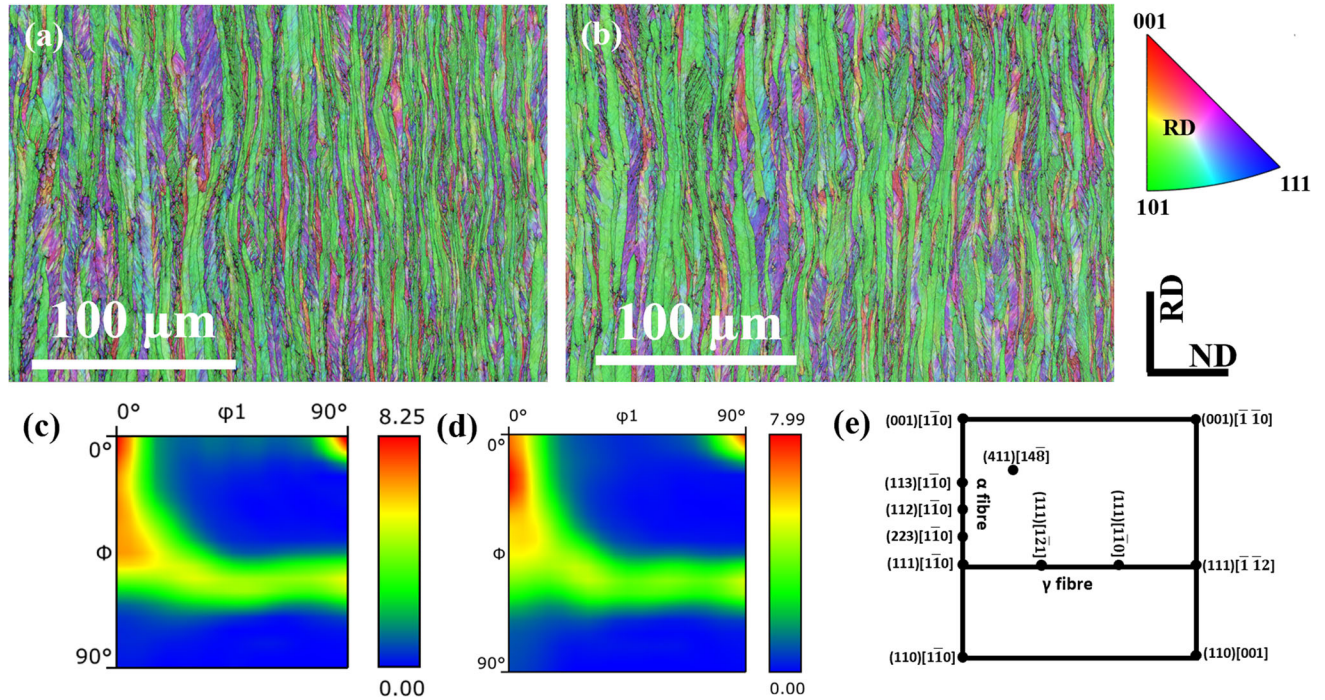 (a)
100 µm
(b)
100 µm
001
RD
101
111
RD
ND
(c)
0°
φ1
90°
0°
Φ
90°
8.25
0.00
(d)
0°
φ1
90°
0°
Φ
90°
7.99
0.00
(e)
(001)[11̅0]
(001)[1̅ 1̅0]
(411)[148̅]
(113)[11̅0]
α fibre
(112)[11̅0]
(111)[12̅1]
(111)[11̅0]
(223)[11̅0]
(111)[11̅0]
(111)[1̅ 1̅2]
γ fibre
(110)[11̅0]
(110)[001]